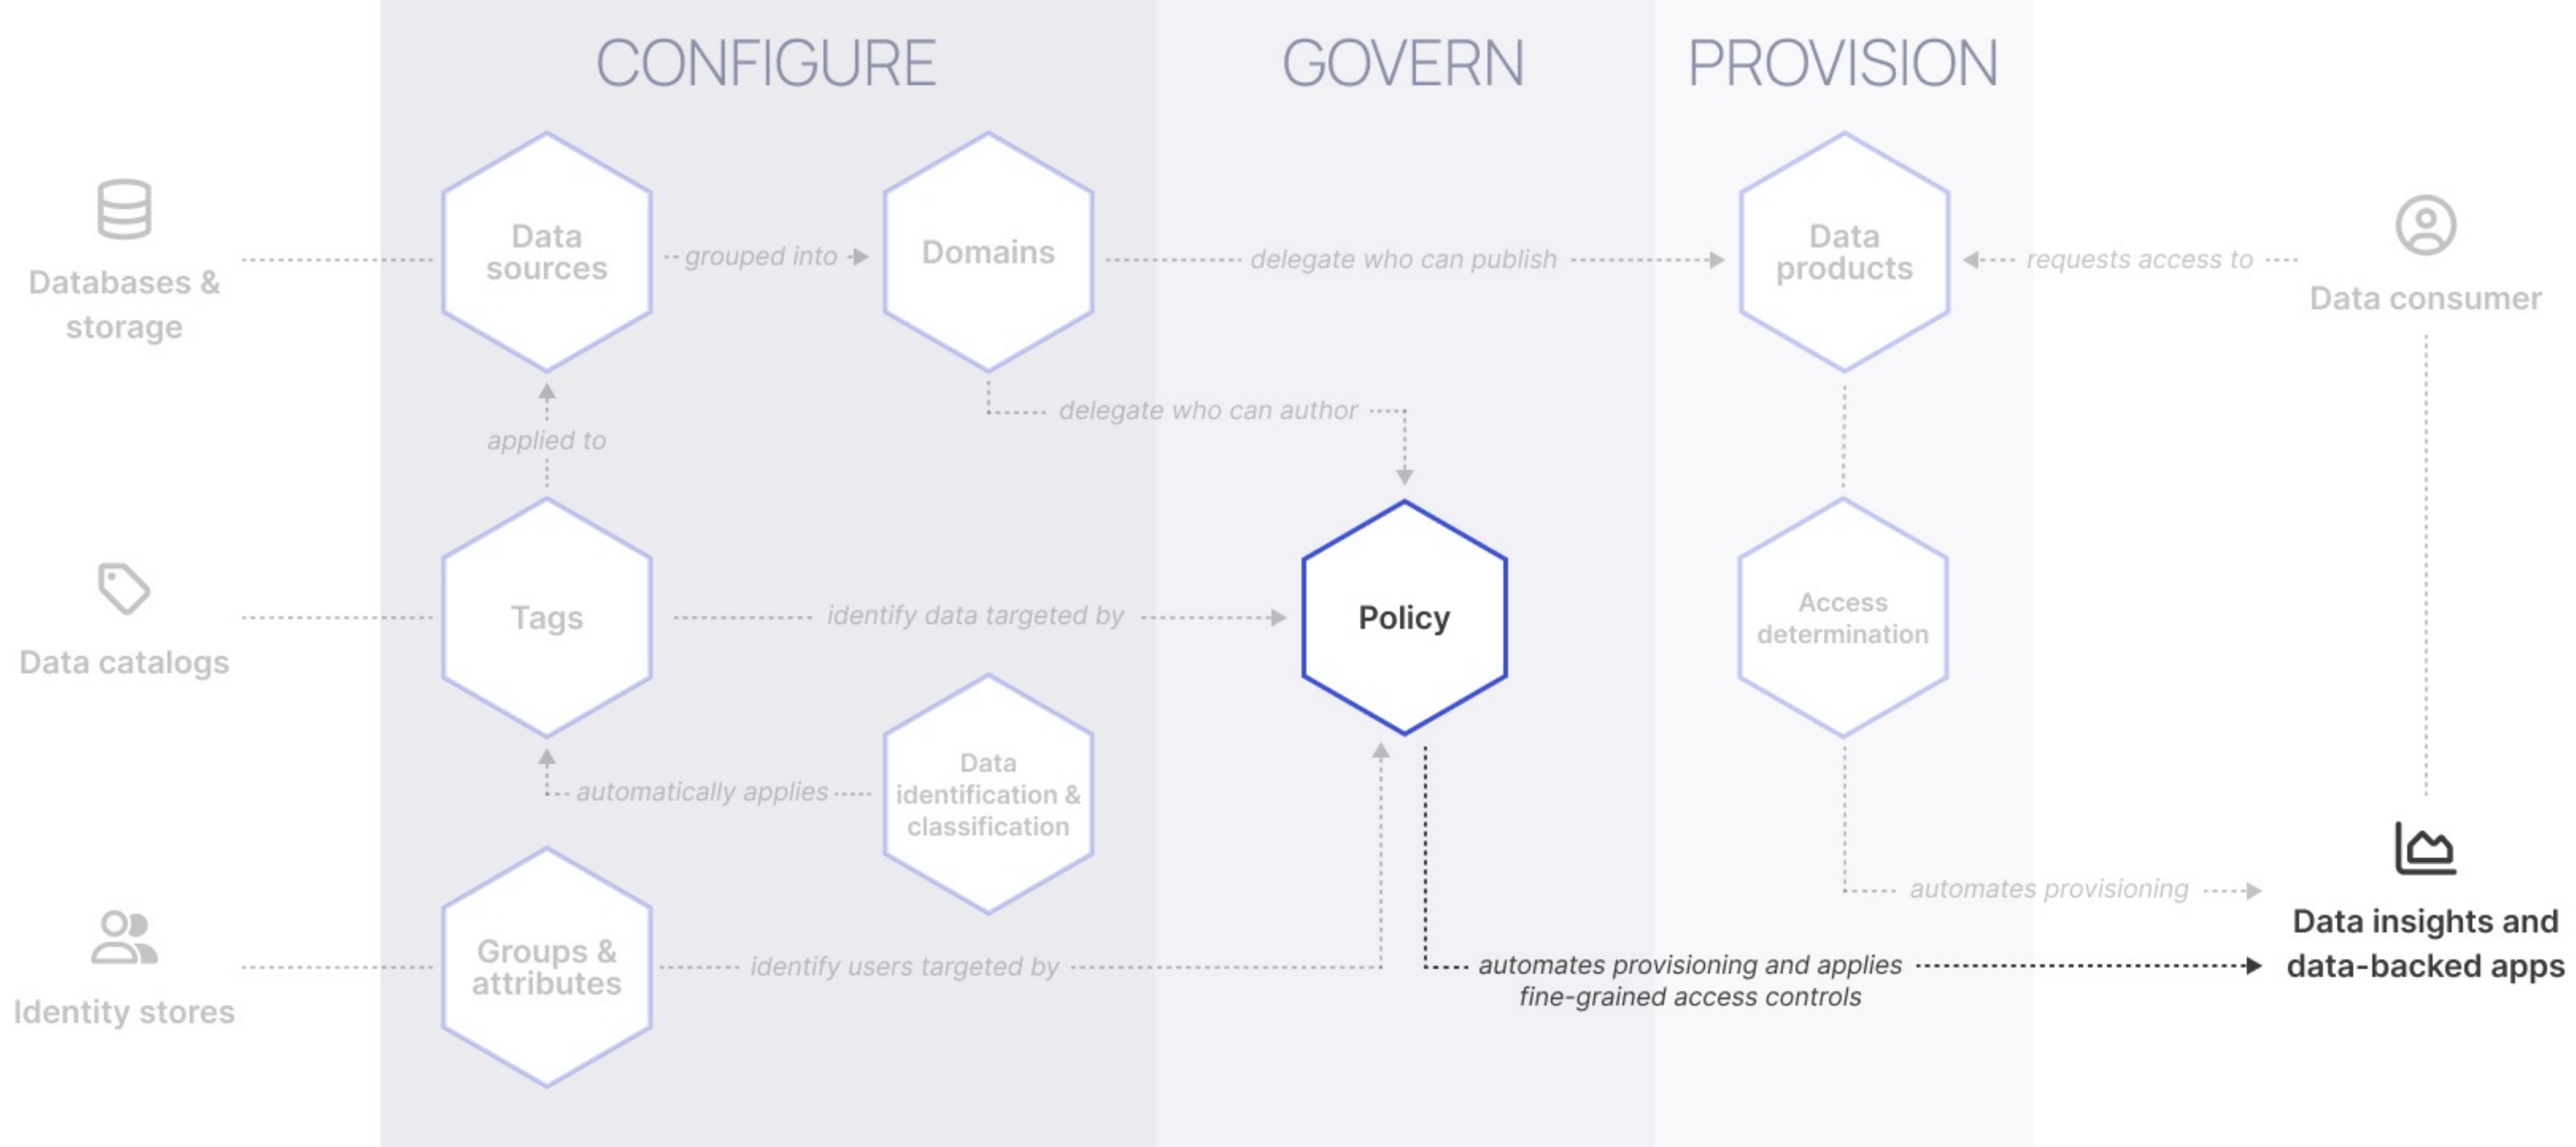 CONFIGURE
GOVERN
PROVISION
Databases &
storage
Data
sources
grouped into
Domains
delegate who can publish
Data
products
requests access to
Data consumer
applied to
delegate who can author
Data catalogs
Tags
identify data targeted by
Policy
Access
determination
automatically applies
Data
identification &
classification
Identity stores
Groups &
attributes
identify users targeted by
automates provisioning
automates provisioning and applies
fine-grained access controls
Data insights and
data-backed apps